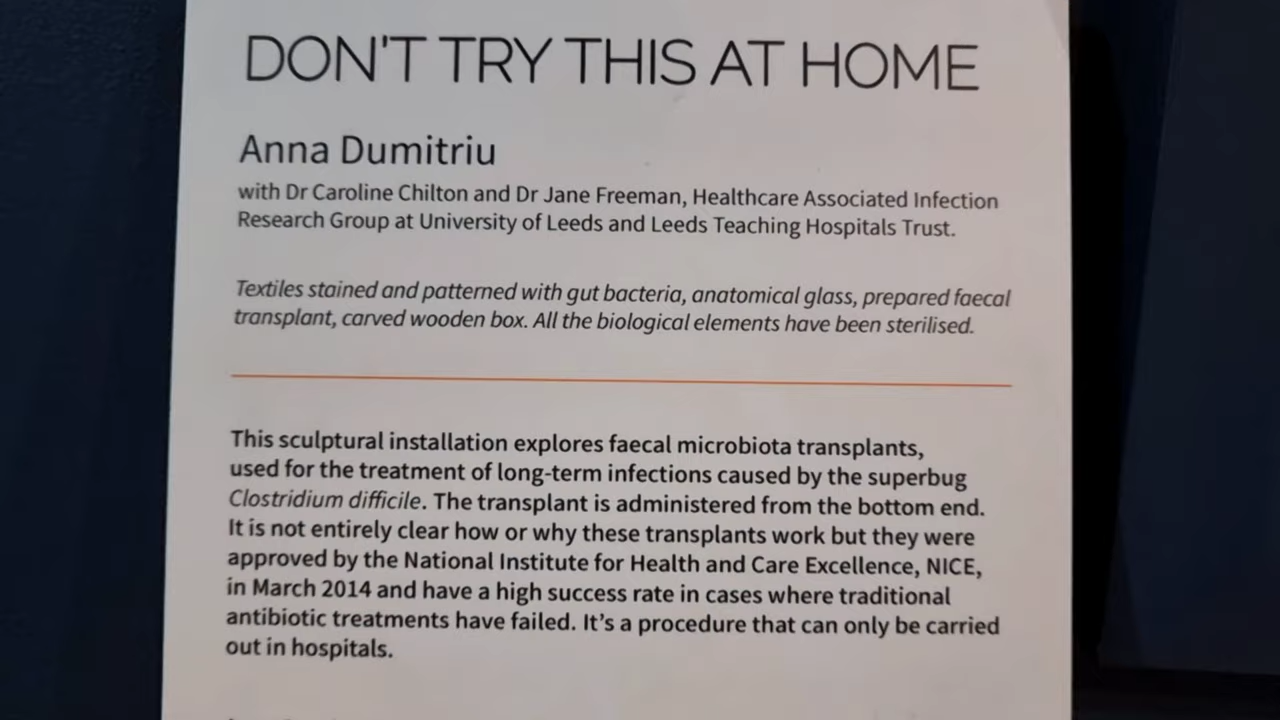 DON'T TRY THIS AT HOME
Anna Dumitriu
with Dr Caroline Chilton and Dr Jane Freeman, Healthcare Associated Infection
Research Group at University of Leeds and Leeds Teaching Hospitals Trust.
Textiles stained and patterned with gut bacteria, anatomical glass, prepared faecal
transplant, carved wooden box. All the biological elements have been sterilised.
This sculptural installation explores faecal microbiota transplants,
used for the treatment of long-term infections caused by the superbug
Clostridium difficile. The transplant is administered from the bottom end.
It is not entirely clear how or why these transplants work but they were
approved by the National Institute for Health and Care Excellence, NICE,
in March 2014 and have a high success rate in cases where traditional
antibiotic treatments have failed. It’s a procedure that can only be carried
out in hospitals.